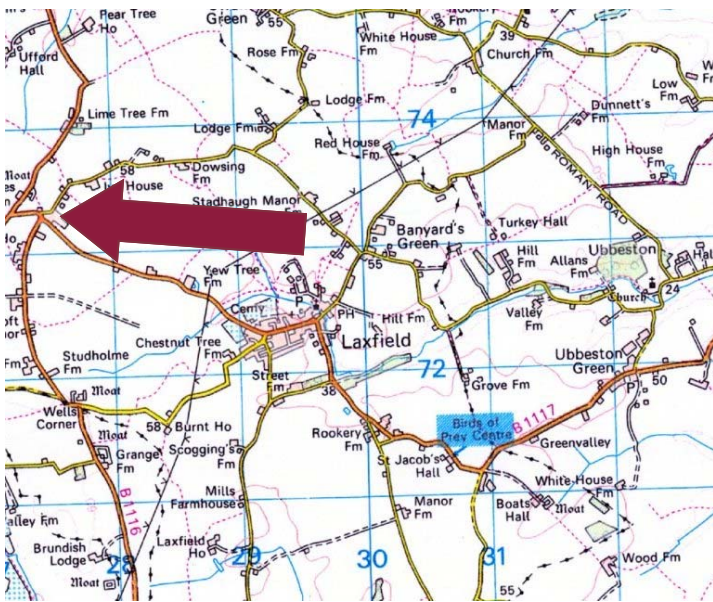 Pear Tree
Ho
Green
55
Ufford
Hall
Rose Fm
White House
Fm
39
Church Fm
Low
Fm
Lime Tree Fm
Lodge Fm
74
Dunnett's
Fm
Lodge Fm
Red House
Fm
Manor
Fm
High House
Fm
Moat
58
House
Dowsing
Fm
ROMAN ROAD
Stadhaugh Manor
Fm
Banyard's
Green
Turkey Hall
55
Hill
Fm
Allans
Fm
Ubbeston
Hall
Yew Tree
Fm
P
Church
24
Cemy
PH
Hill Fm
Valley
Fm
Chestnut Tree
Fm
Laxfield
Ubbeston
Green
Studholme
Fm
72
P
50
Street
Fm
38
Grove Fm
Moat
Wells
Corner
Birds of
Prey Centre
B 1117
58
Burnt Ho
Rookery
Fm
Greenvalley
Moat
Grange
Fm
Scogging's
Fm
St Jacob's
Hall
White-House
Fm
Mills
Farmhouse
B 1116
Manor
Fm
Boats
Hall
Moat
alley Fm
Laxfield
Ho
Brundish
Lodge
28
29
30
31
Wood Fm
Moat
55